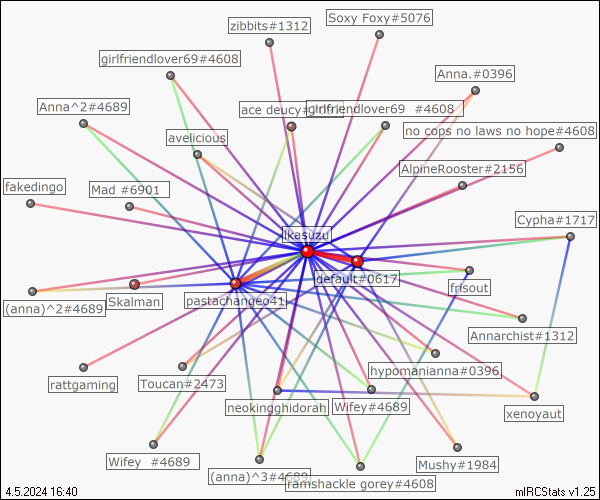 Soxy Foxy#5076
zibbits#1312
girlfriendlover69#4608
Anna.#0396
Anna^2#4689
ace deucy#
girlfriendlover69 #4608
no cops no laws no hope#4608
avelicious
AlpineRooster#2156
fakedingo
Mad #6901
Cypha#1717
ikasuzu
default#0617
frisout
(anna)^2#4689
Skalman
pastachangeo41
Annarchist#1312
hypomanianna#0396
rattgaming
Toucan#2473
neokingghidorah
Wifey#4689
xenoyaut
Wifey #4689
(anna)^3#4689
ramshackle gorey#4608
Mushy#1984
4.5.2024 16:40
mIRCStats v1.25